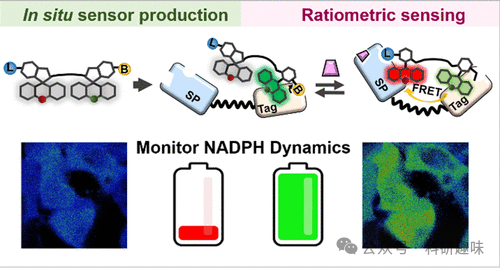 In situ sensor production
Ratiometric sensing
L
B
SP
B
Tag
L
SP
FRET
Tag
Monitor NADPH Dynamics
公众号 · 科研趣味